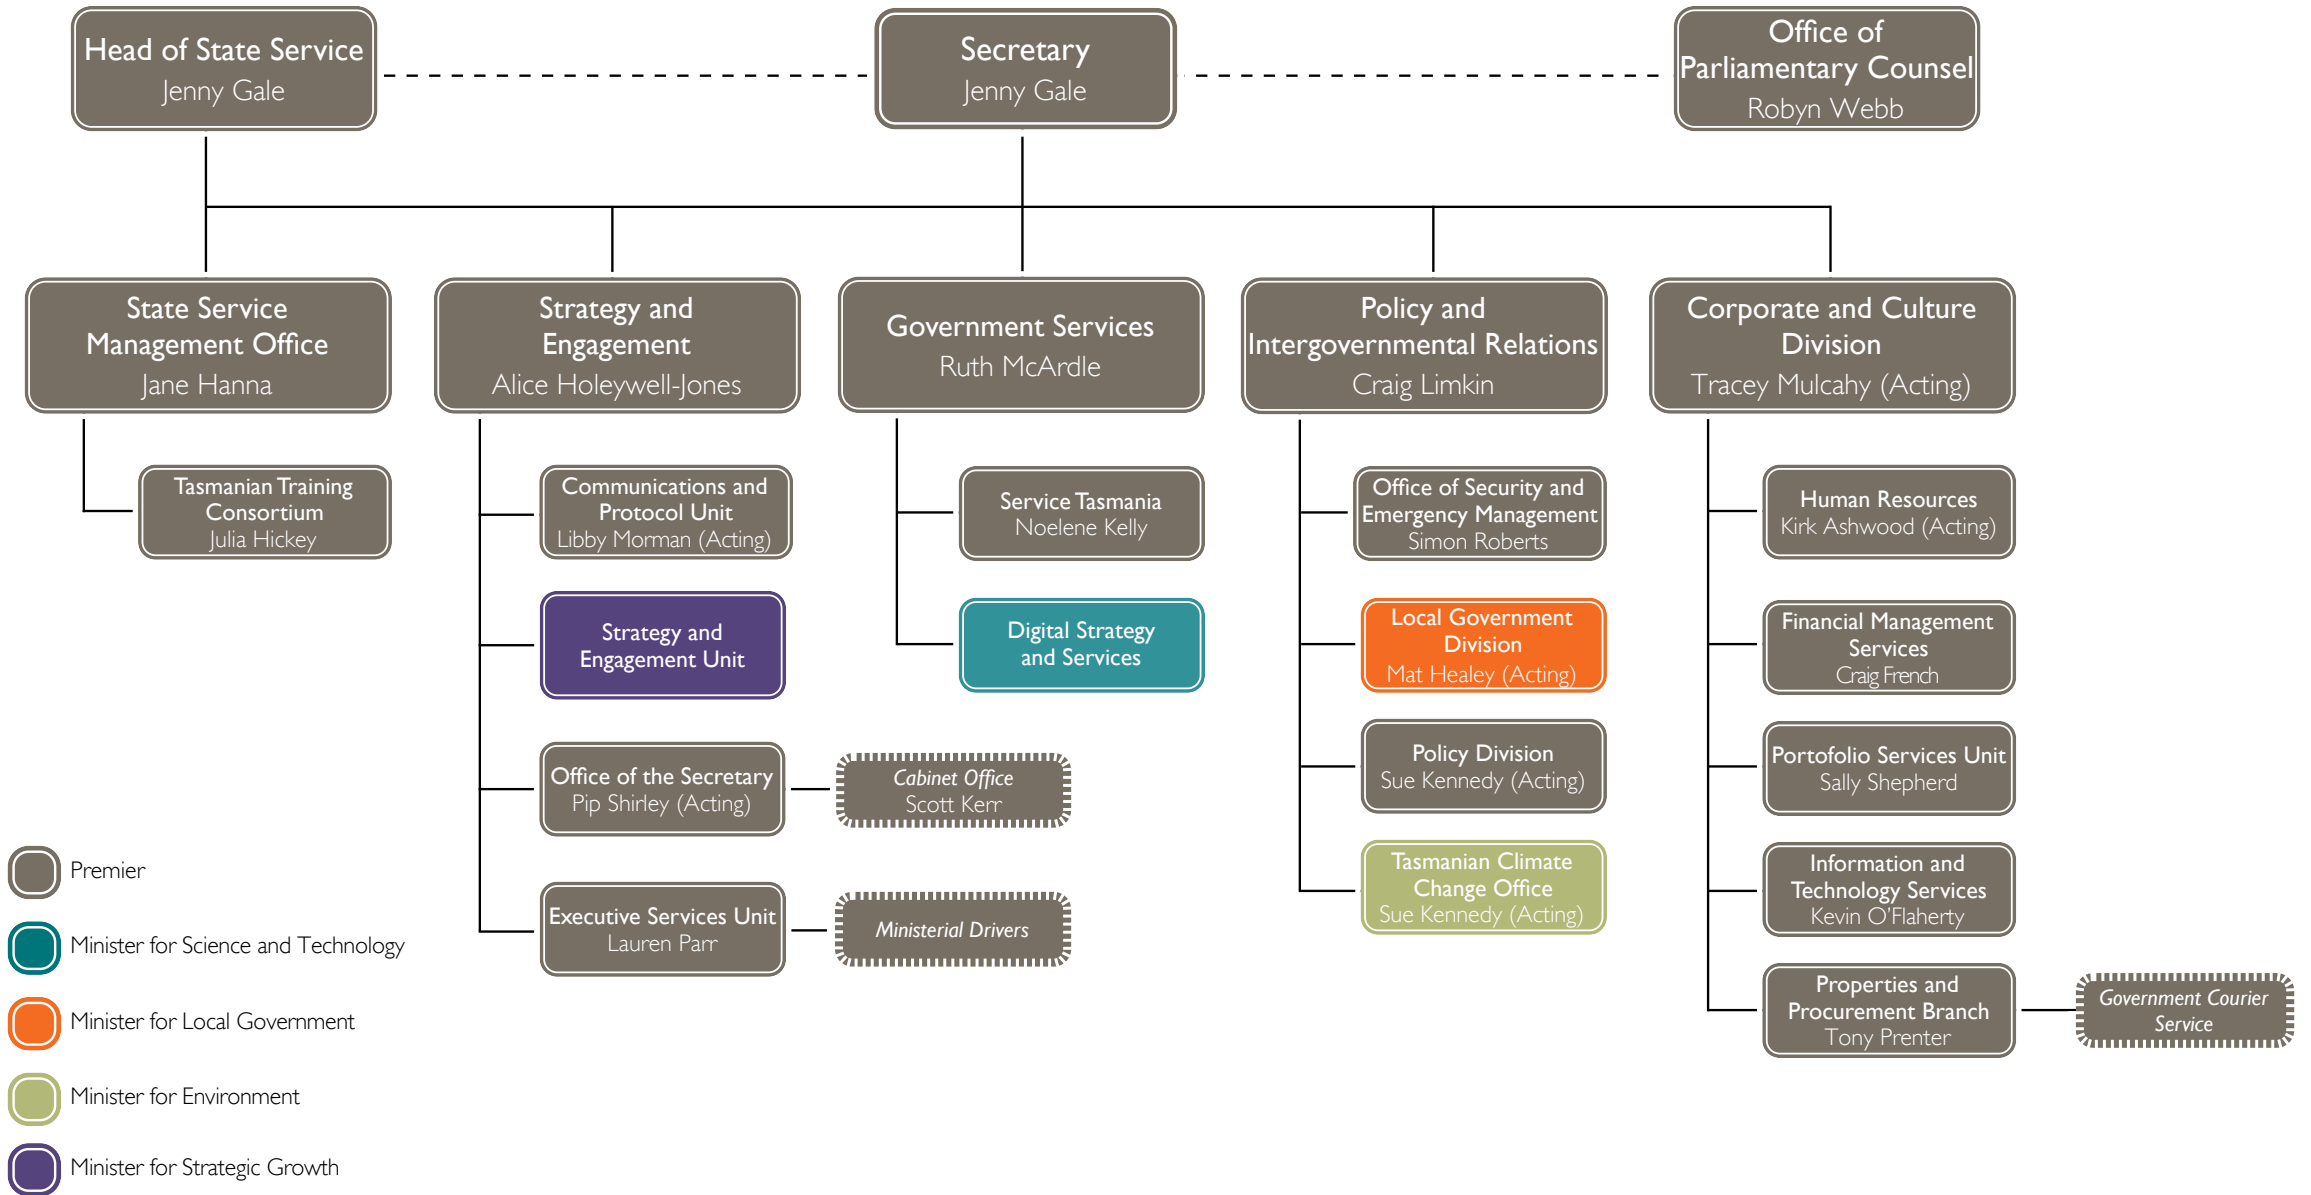 Head of State Service
Jenny Gale
Secretary
Jenny Gale
Office of
Parliamentary Counsel
Robyn Webb
State Service
Management Office
Jane Hanna
Strategy and
Engagement
Alice Holeywell-Jones
Government Services
Ruth McArdle
Policy and
Intergovernmental Relations
Craig Limkin
Corporate and Culture
Division
Tracey Mulcahy (Acting)
Tasmanian Training
Consortium
Julia Hickey
Communications and
Protocol Unit
Libby Morman (Acting)
Strategy and
Engagement Unit
Office of the Secretary
Pip Shirley (Acting)
Cabinet Office
Scott Kerr
Executive Services Unit
Lauren Parr
Ministerial Drivers
Service Tasmania
Noelene Kelly
Digital Strategy
and Services
Office of Security and
Emergency Management
Simon Roberts
Local Government
Division
Mat Healey (Acting)
Policy Division
Sue Kennedy (Acting)
Tasmanian Climate
Change Office
Sue Kennedy (Acting)
Human Resources
Kirk Ashwood (Acting)
Financial Management
Services
Craig French
Portofolio Services Unit
Sally Shepherd
Information and
Technology Services
Kevin O'Flaherty
Properties and
Procurement Branch
Tony Prenter
Government Courier
Service
Premier
Minister for Science and Technology
Minister for Local Government
Minister for Environment
Minister for Strategic Growth